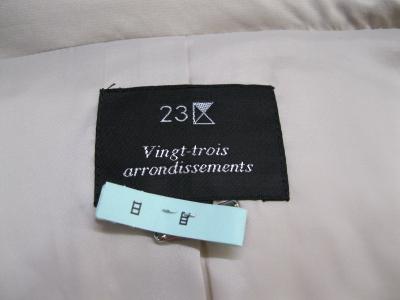 23
Vingt-trois
arrondissements